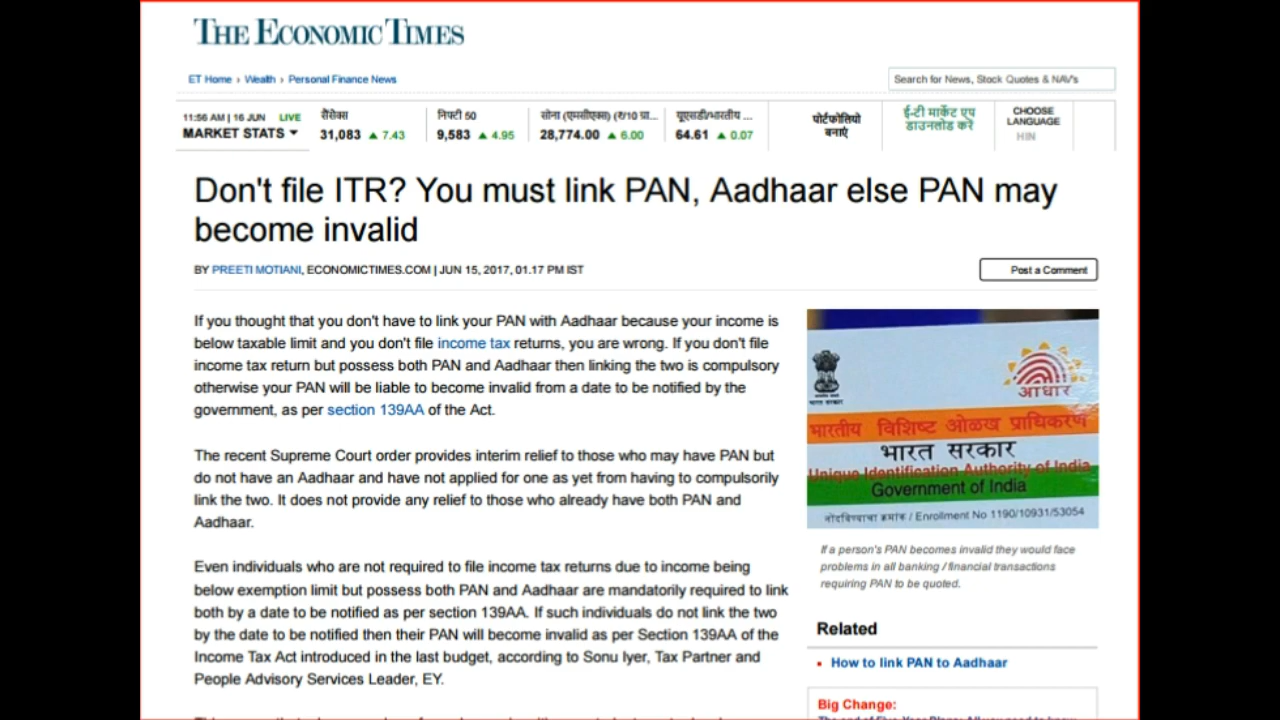 THE ECONOMIC TIMES
ET Home › Wealth › Personal Finance News
Search for News, Stock Quotes & NAV's
11:56 AM | 16 JUN LIVE
MARKET STATS ▼
सेंसेक्स
31,083 ▲ 7.43
निफ्टी 50
9,583 ▲ 4.95
सोना (एमसीएक्स) (₹/10 ग्रा...
28,774.00 ▲ 6.00
यूएसडी/भारतीय ...
64.61 ▲ 0.07
पोर्टफोलियो
बनाएं
ई-टी मार्केट एप
डाउनलोड करें
CHOOSE
LANGUAGE
HIN
Don't file ITR? You must link PAN, Aadhaar else PAN may
become invalid
BY PREETI MOTIANI, ECONOMICTIMES.COM | JUN 15, 2017, 01.17 PM IST
Post a Comment
If you thought that you don't have to link your PAN with Aadhaar because your income is
below taxable limit and you don't file income tax returns, you are wrong. If you don't file
income tax return but possess both PAN and Aadhaar then linking the two is compulsory
otherwise your PAN will be liable to become invalid from a date to be notified by the
government, as per section 139AA of the Act.
The recent Supreme Court order provides interim relief to those who may have PAN but
do not have an Aadhaar and have not applied for one as yet from having to compulsorily
link the two. It does not provide any relief to those who already have both PAN and
Aadhaar.
Even individuals who are not required to file income tax returns due to income being
below exemption limit but possess both PAN and Aadhaar are mandatorily required to link
both by a date to be notified as per section 139AA. If such individuals do not link the two
by the date to be notified then their PAN will become invalid as per Section 139AA of the
Income Tax Act introduced in the last budget, according to Sonu Iyer, Tax Partner and
People Advisory Services Leader, EY.
आधार
भारतीय विशिष्ट ओळख प्राधिकरण
भारत सरकार
Unique Identification Authority of India
Government of India
नोंदविण्याचा क्रमांक / Enrollment No 1190/10931/53054
If a person's PAN becomes invalid they would face
problems in all banking / financial transactions
requiring PAN to be quoted.
Related
How to link PAN to Aadhaar
Big Change: